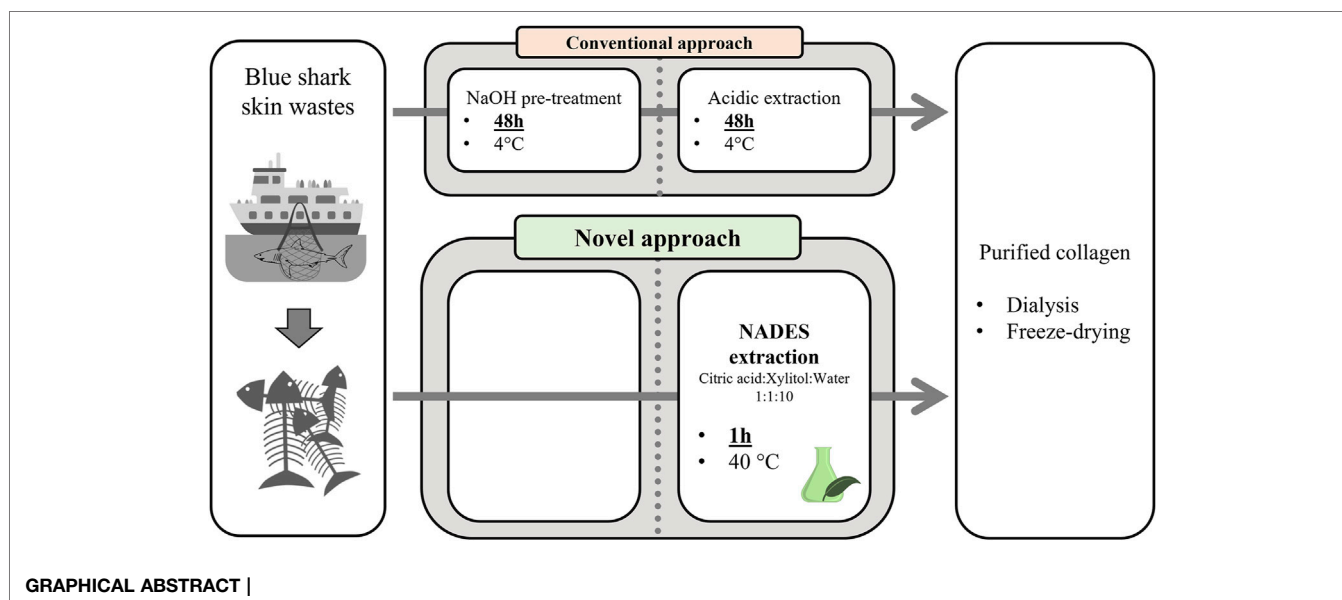 Blue shark
skin wastes
Conventional approach
NaOH pre-treatment
• 48h
• 4°C
Acidic extraction
• 48h
• 4°C
Novel approach
NADES
extraction
Citric acid:Xylitol:Water
1:1:10
• 1h
• 40 °C
Purified collagen
• Dialysis
• Freeze-drying
GRAPHICAL ABSTRACT |